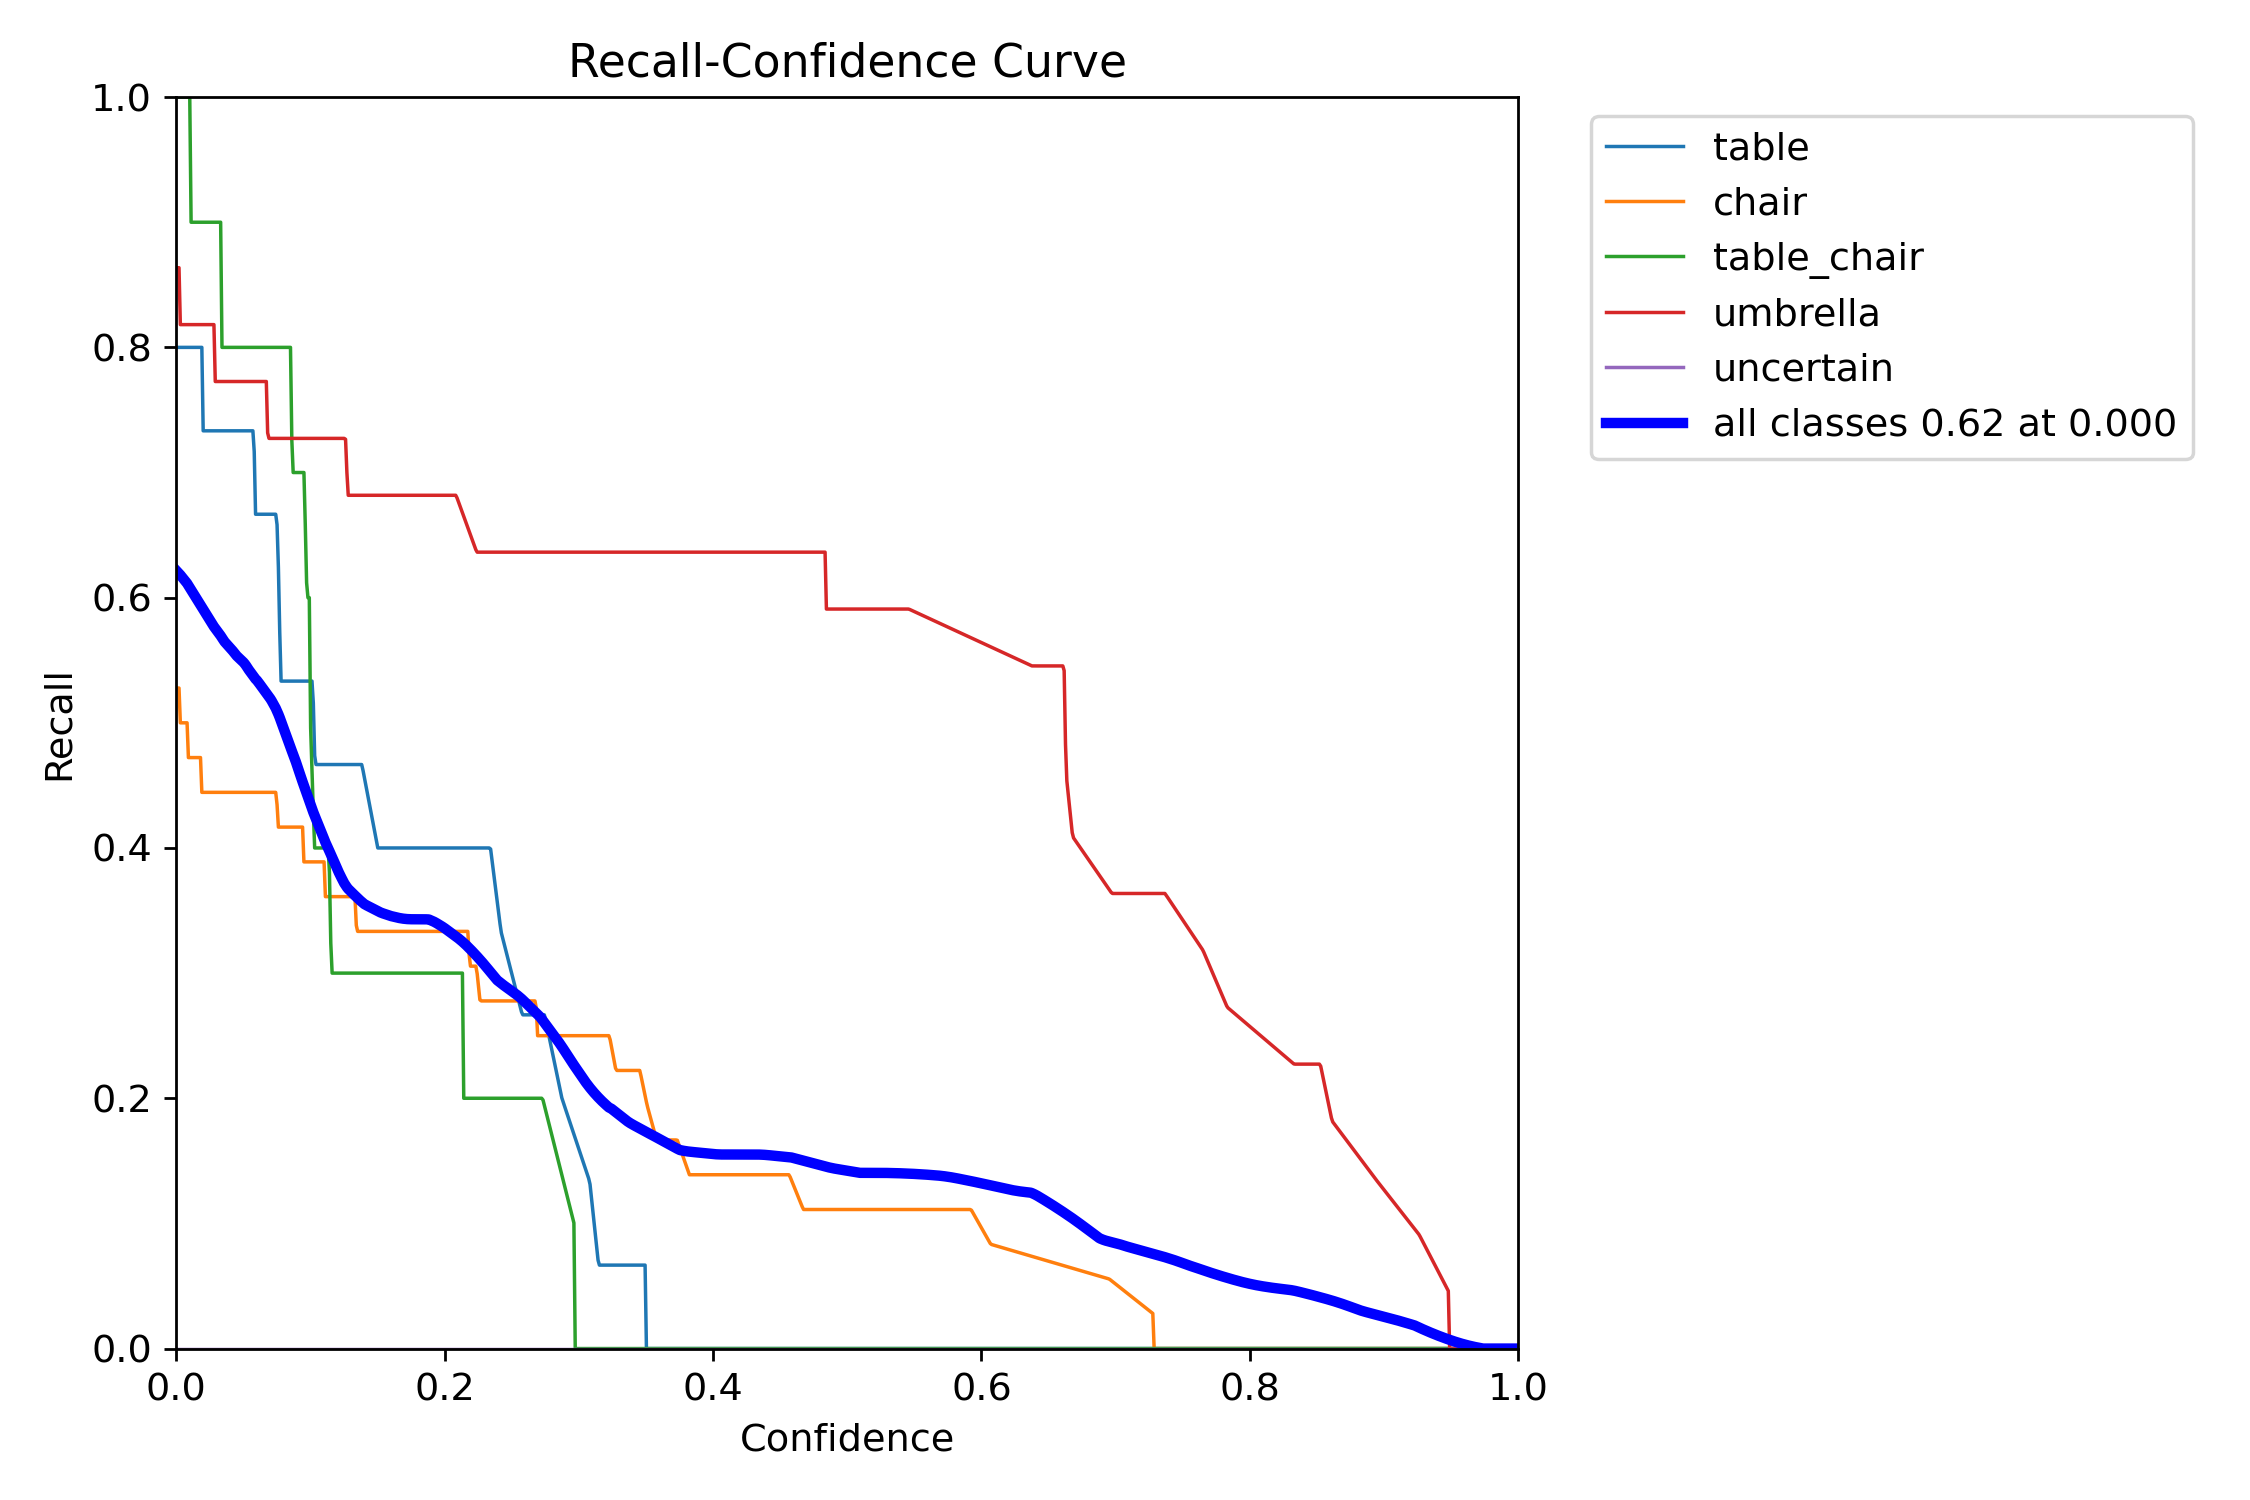 Recall-Confidence Curve
1.0
0.8
0.6
0.4
0.2
0.0
Recall
0.0 0.2 0.4 0.6 0.8 1.0
Confidence
table
chair
table_chair
umbrella
uncertain
all classes 0.62 at 0.000